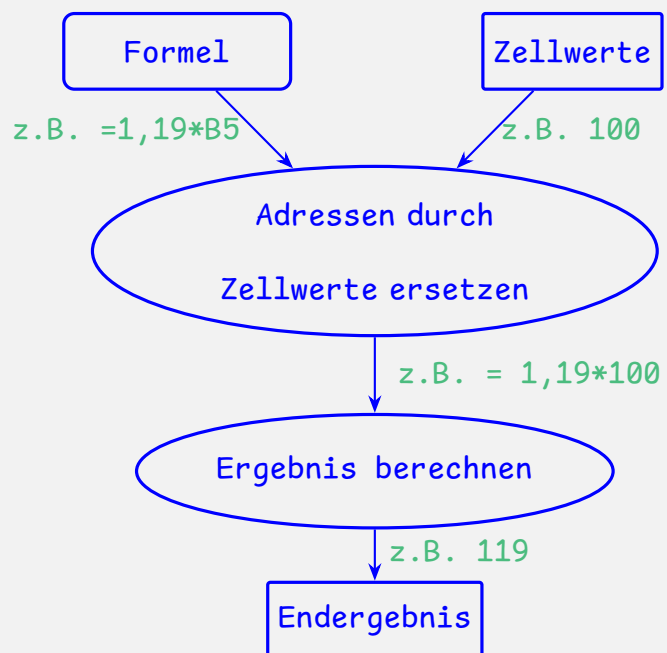 Formel
Zellwerte
z.B. =1,19*B5
z.B. 100
Adressen durch
Zellwerte ersetzen
z.B. = 1,19*100
Ergebnis berechnen
z.B. 119
Endergebnis